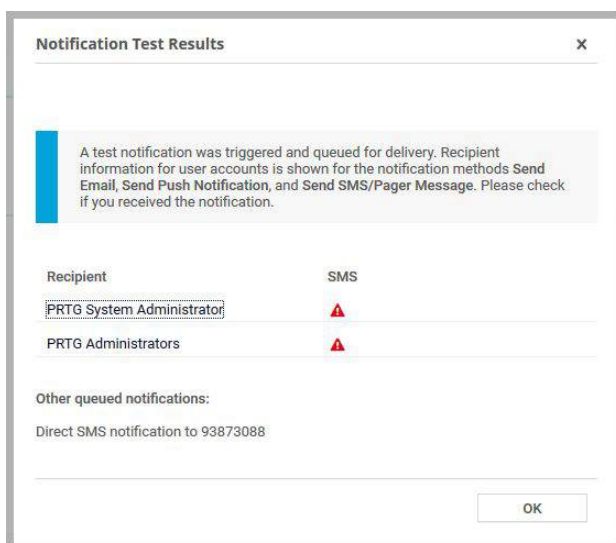 Notification Test Results
A test notification was triggered and queued for delivery. Recipient
information for user accounts is shown for the notification methods Send
Email, Send Push Notification, and Send SMS/Pager Message. Please check
if you received the notification.
Recipient SMS
PRTG System Administrator
PRTG Administrators
Other queued notifications:
Direct SMS notification to 93873088
OK